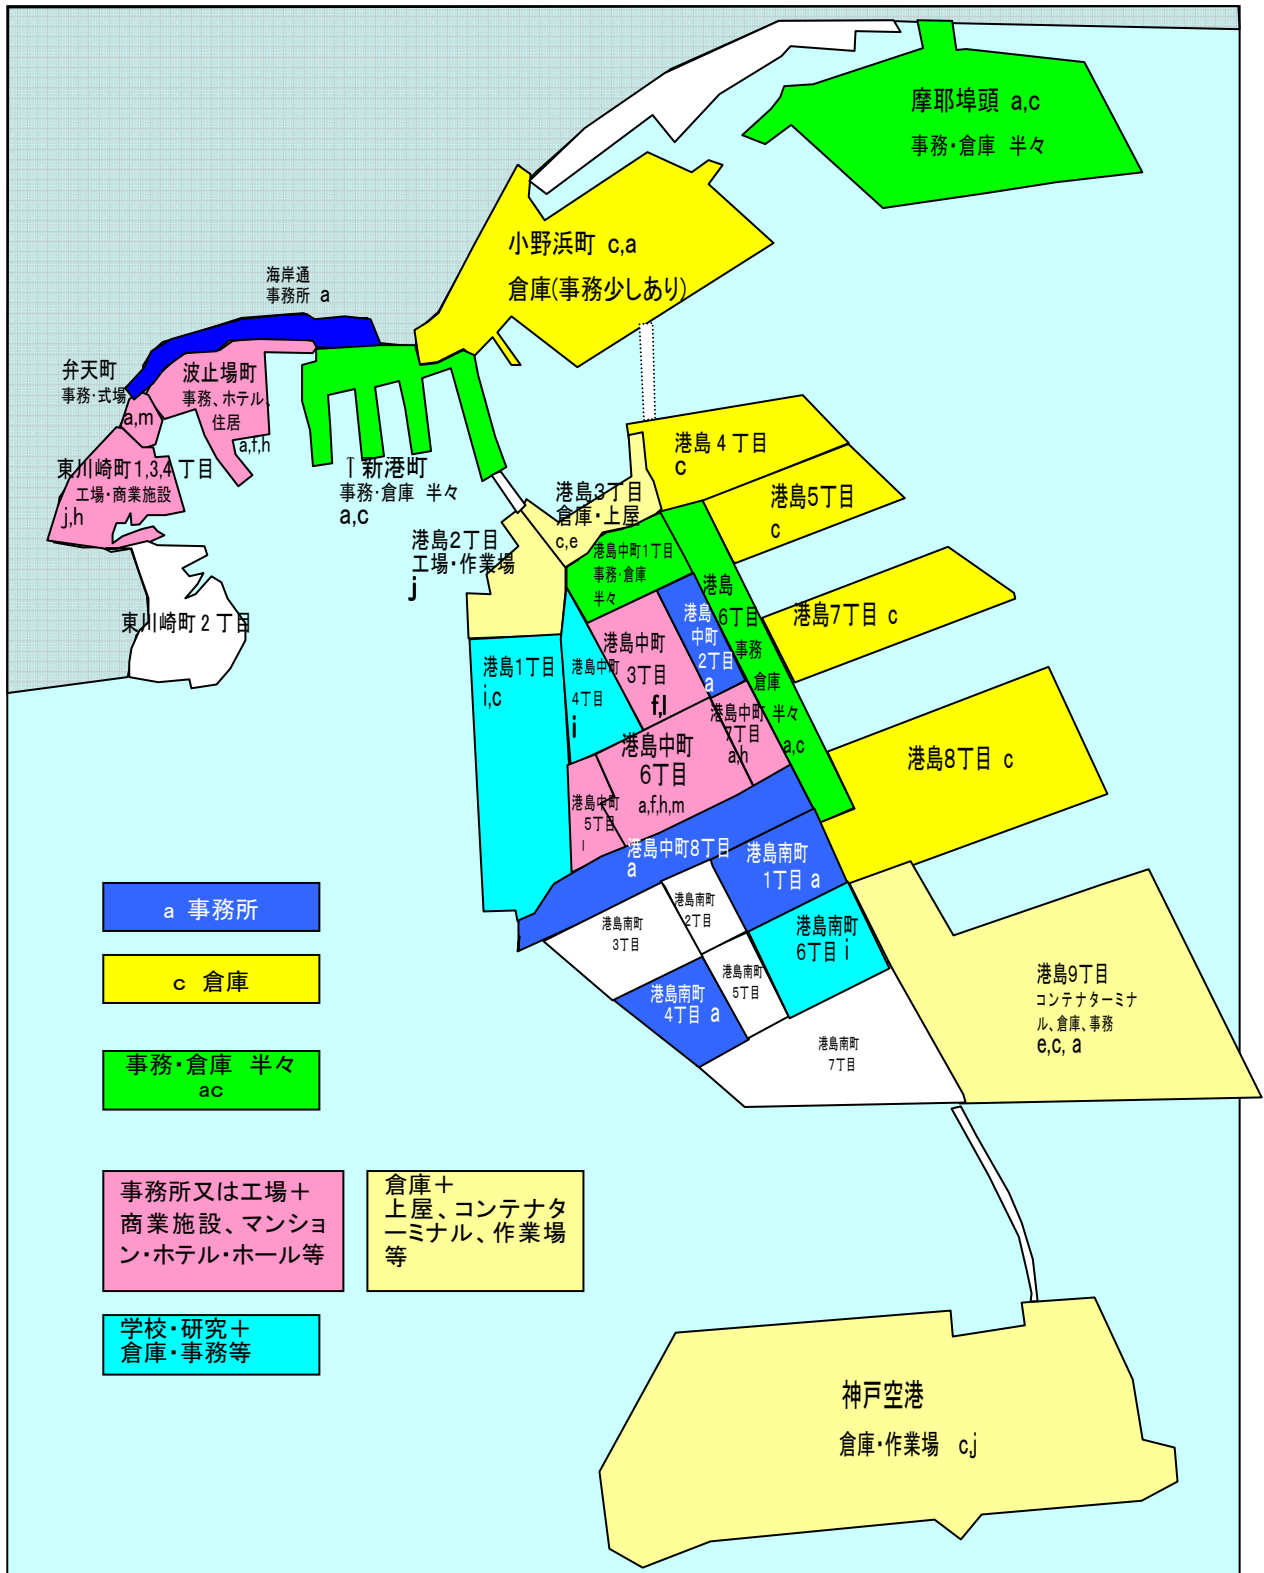 摩耶埠頭 a,c
事務・倉庫 半々
小野浜町 c,a
倉庫(事務少しあり)
海岸通
事務所 a
弁天町
事務・式場
a,m
波止場町
事務、ホテル、
住居
a,f,h
東川崎町1,3,4丁目
工場・商業施設
j,h
↑新港町
事務・倉庫 半々
a,c
東川崎町2丁目
港島4丁目
c
港島5丁目
c
港島3丁目
倉庫・上屋
c,e
港島2丁目
工場・作業場
j
港島中町1丁目
事務・倉庫
半々
港島
6丁目
事務
倉庫
半々
a,c
港島7丁目 c
港島
中町
2丁目
a
港島中町
3丁目
f,l
港島1丁目
i,c
港島中町
4丁目
i
港島中町
7丁目
a,h
港島中町
6丁目
a,f,h,m
港島8丁目 c
港島中町
5丁目
l
港島中町8丁目
a
港島南町
1丁目 a
港島南町
2丁目
港島南町
3丁目
港島南町
6丁目 i
港島南町
5丁目
港島南町
4丁目 a
港島9丁目
コンテナターミナ
ル、倉庫、事務
e,c, a
港島南町
7丁目
a 事務所
c 倉庫
事務・倉庫 半々
ac
事務所又は工場＋
商業施設、マンショ
ン・ホテル・ホール等
倉庫＋
上屋、コンテナタ
ーミナル、作業場
等
学校・研究＋
倉庫・事務等
神戸空港
倉庫・作業場 c,j